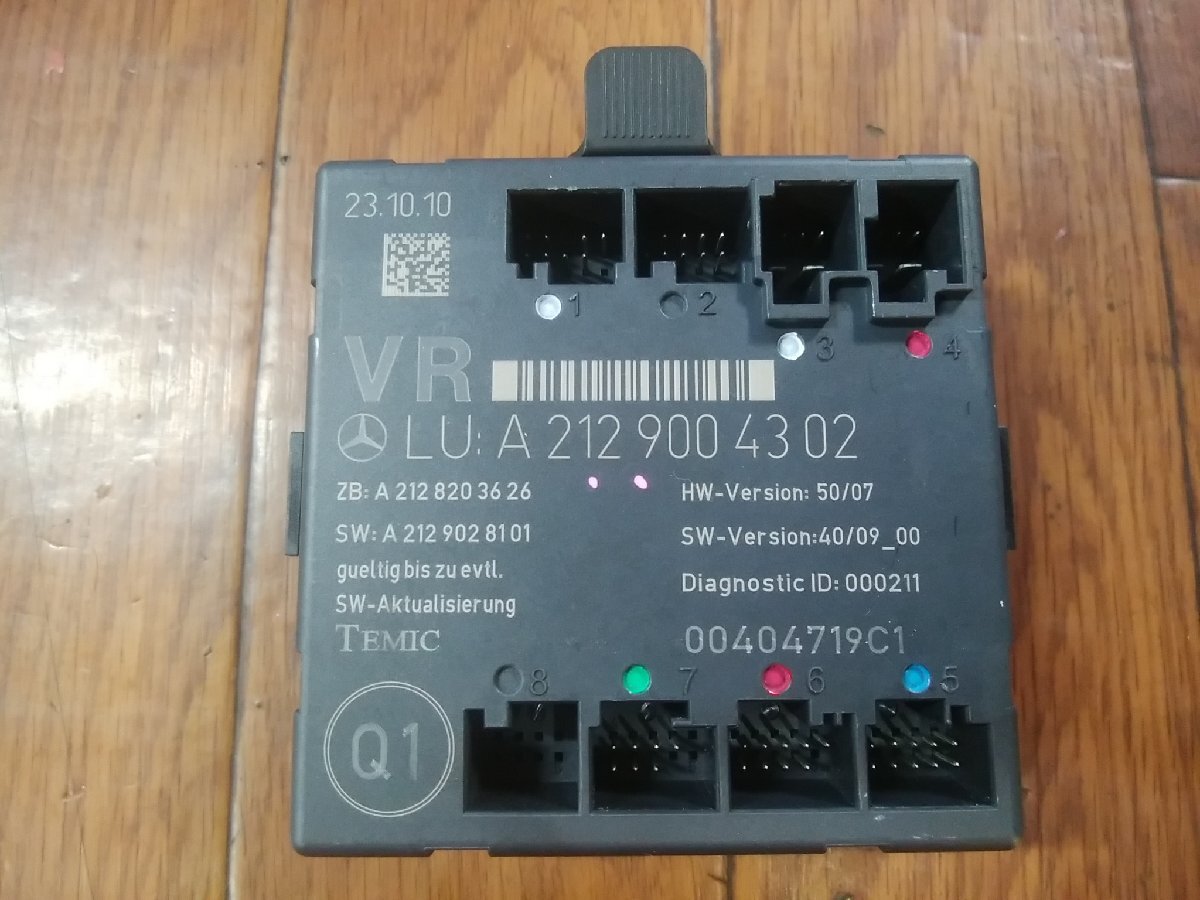 23.10.10
1
2
3
4
VR
LU: A 212 900 43 02
ZB: A 212 820 36 26
HW-Version: 50/07
SW: A 212 902 81 01
SW-Version:40/09_00
gueltig bis zu evtl.
SW-Aktualisierung
Diagnostic ID: 000211
TEMIC
00404719C1
8
7
6
5
Q1